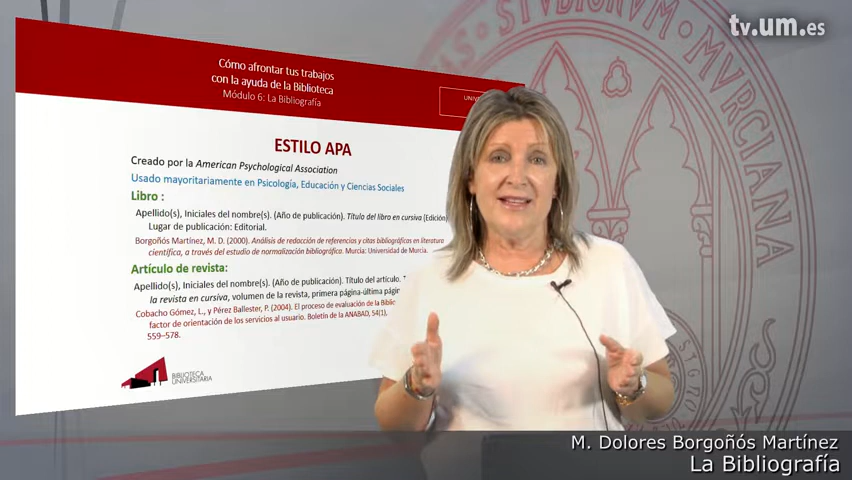 tv.um.es
Cómo afrontar tus trabajos
con la ayuda de la Biblioteca
Módulo 6: La Bibliografía
ESTILO APA
Creado por la American Psychological Association
Usado mayoritariamente en Psicología, Educación y Ciencias Sociales
Libro :
Apellido(s), Iniciales del nombre(s). (Año de publicación). Título del libro en cursiva (Edición)
Lugar de publicación: Editorial.
Borgoñós Martínez, M. D. (2000). Análisis de redacción de referencias y citas bibliográficas en literatura
científica, a través del estudio de normalización bibliográfica. Murcia: Universidad de Murcia.
Artículo de revista:
Apellido(s), Iniciales del nombre(s). (Año de publicación). Título del artículo.
la revista en cursiva, volumen de la revista, primera página-última
Cobacho Gómez, L., y Pérez Ballester, P. (2004). El proceso de evaluación de la
factor de orientación de los servicios al usuario. Boletín de la ANABAD, 54(1),
559–578.
BIBLIOTECA
UNIVERSITARIA
MVRCIANA
M. Dolores Borgoñós Martínez
La Bibliografía